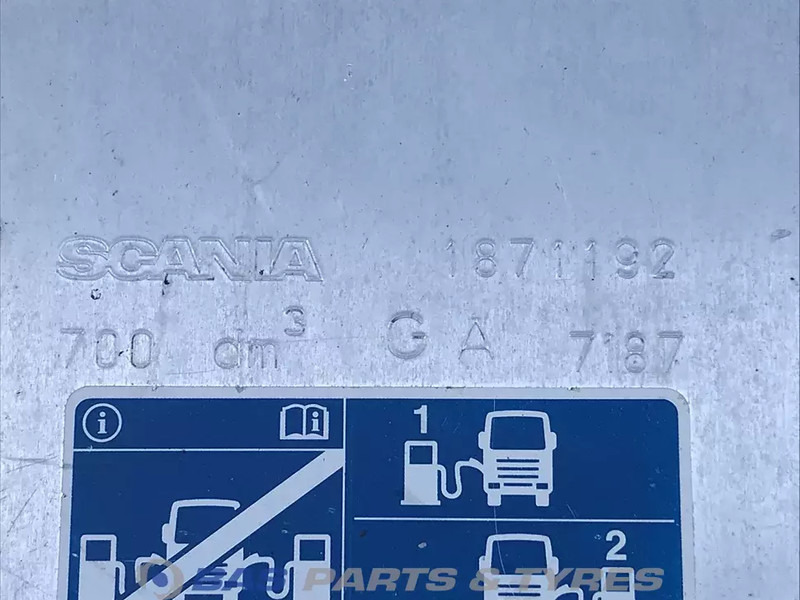 SCANIA 1871192
700 dm³ G A 7187
i i 1
2
BAS PARTS & TYRES